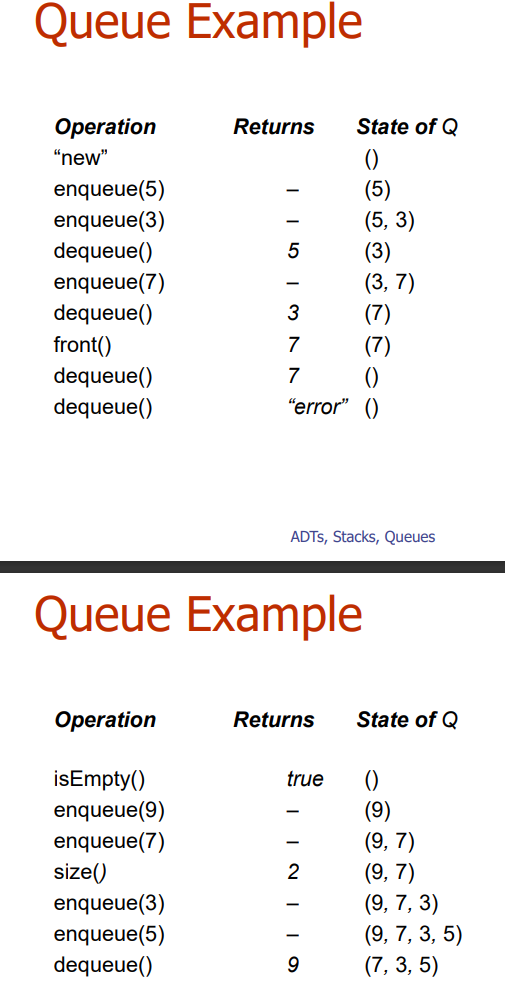 Queue Example
Operation Returns State of Q
“new” ()
enqueue(5) – (5)
enqueue(3) – (5, 3)
dequeue() 5 (3)
enqueue(7) – (3, 7)
dequeue() 3 (7)
front() 7 (7)
dequeue() 7 ()
dequeue() “error” ()
ADTs, Stacks, Queues
Queue Example
Operation Returns State of Q
isEmpty() true ()
enqueue(9) – (9)
enqueue(7) – (9, 7)
size() 2 (9, 7)
enqueue(3) – (9, 7, 3)
enqueue(5) – (9, 7, 3, 5)
dequeue() 9 (7, 3, 5)